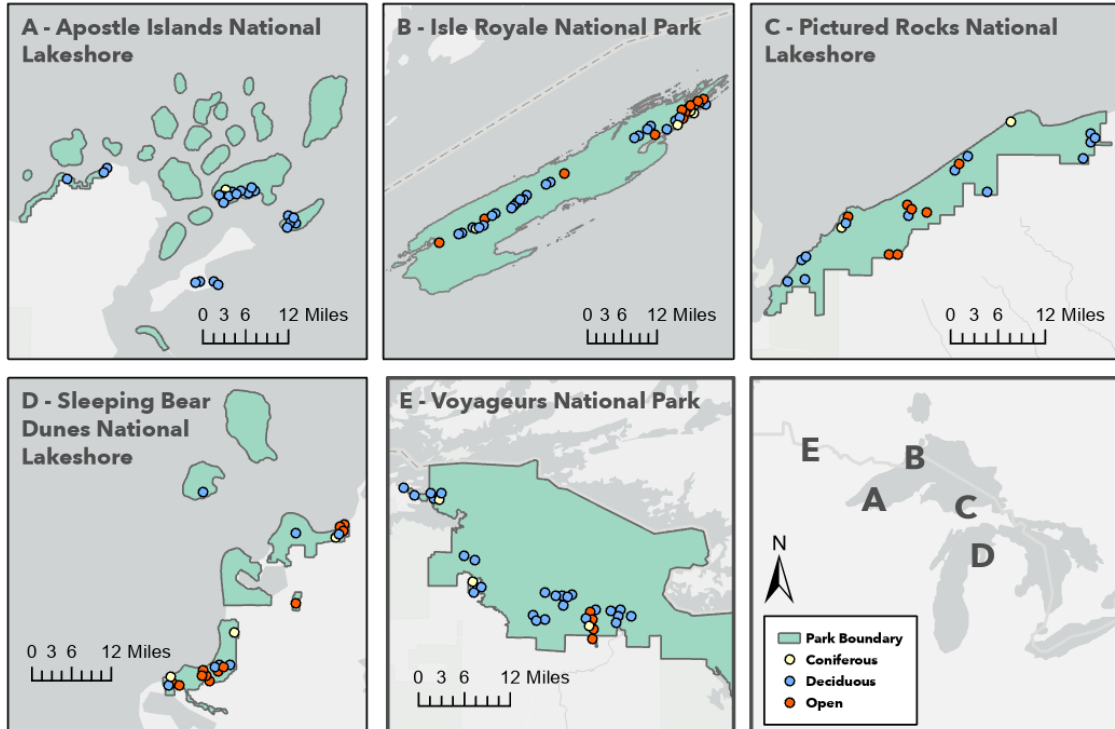 A - Apostle Islands National
Lakeshore
0 3 6 12 Miles
B - Isle Royale National Park
0 3 6 12 Miles
C - Pictured Rocks National
Lakeshore
0 3 6 12 Miles
D - Sleeping Bear
Dunes National
Lakeshore
0 3 6 12 Miles
E - Voyageurs National Park
0 3 6 12 Miles
E
B
A
C
D
N
Park Boundary
Coniferous
Deciduous
Open